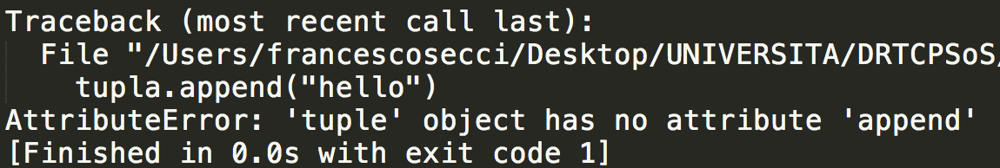 Traceback (most recent call last):
  File "/Users/francescosecci/Desktop/UNIVERSITA/DRTCPSoS/
    tupla.append("hello")
AttributeError: 'tuple' object has no attribute 'append'
[Finished in 0.0s with exit code 1]